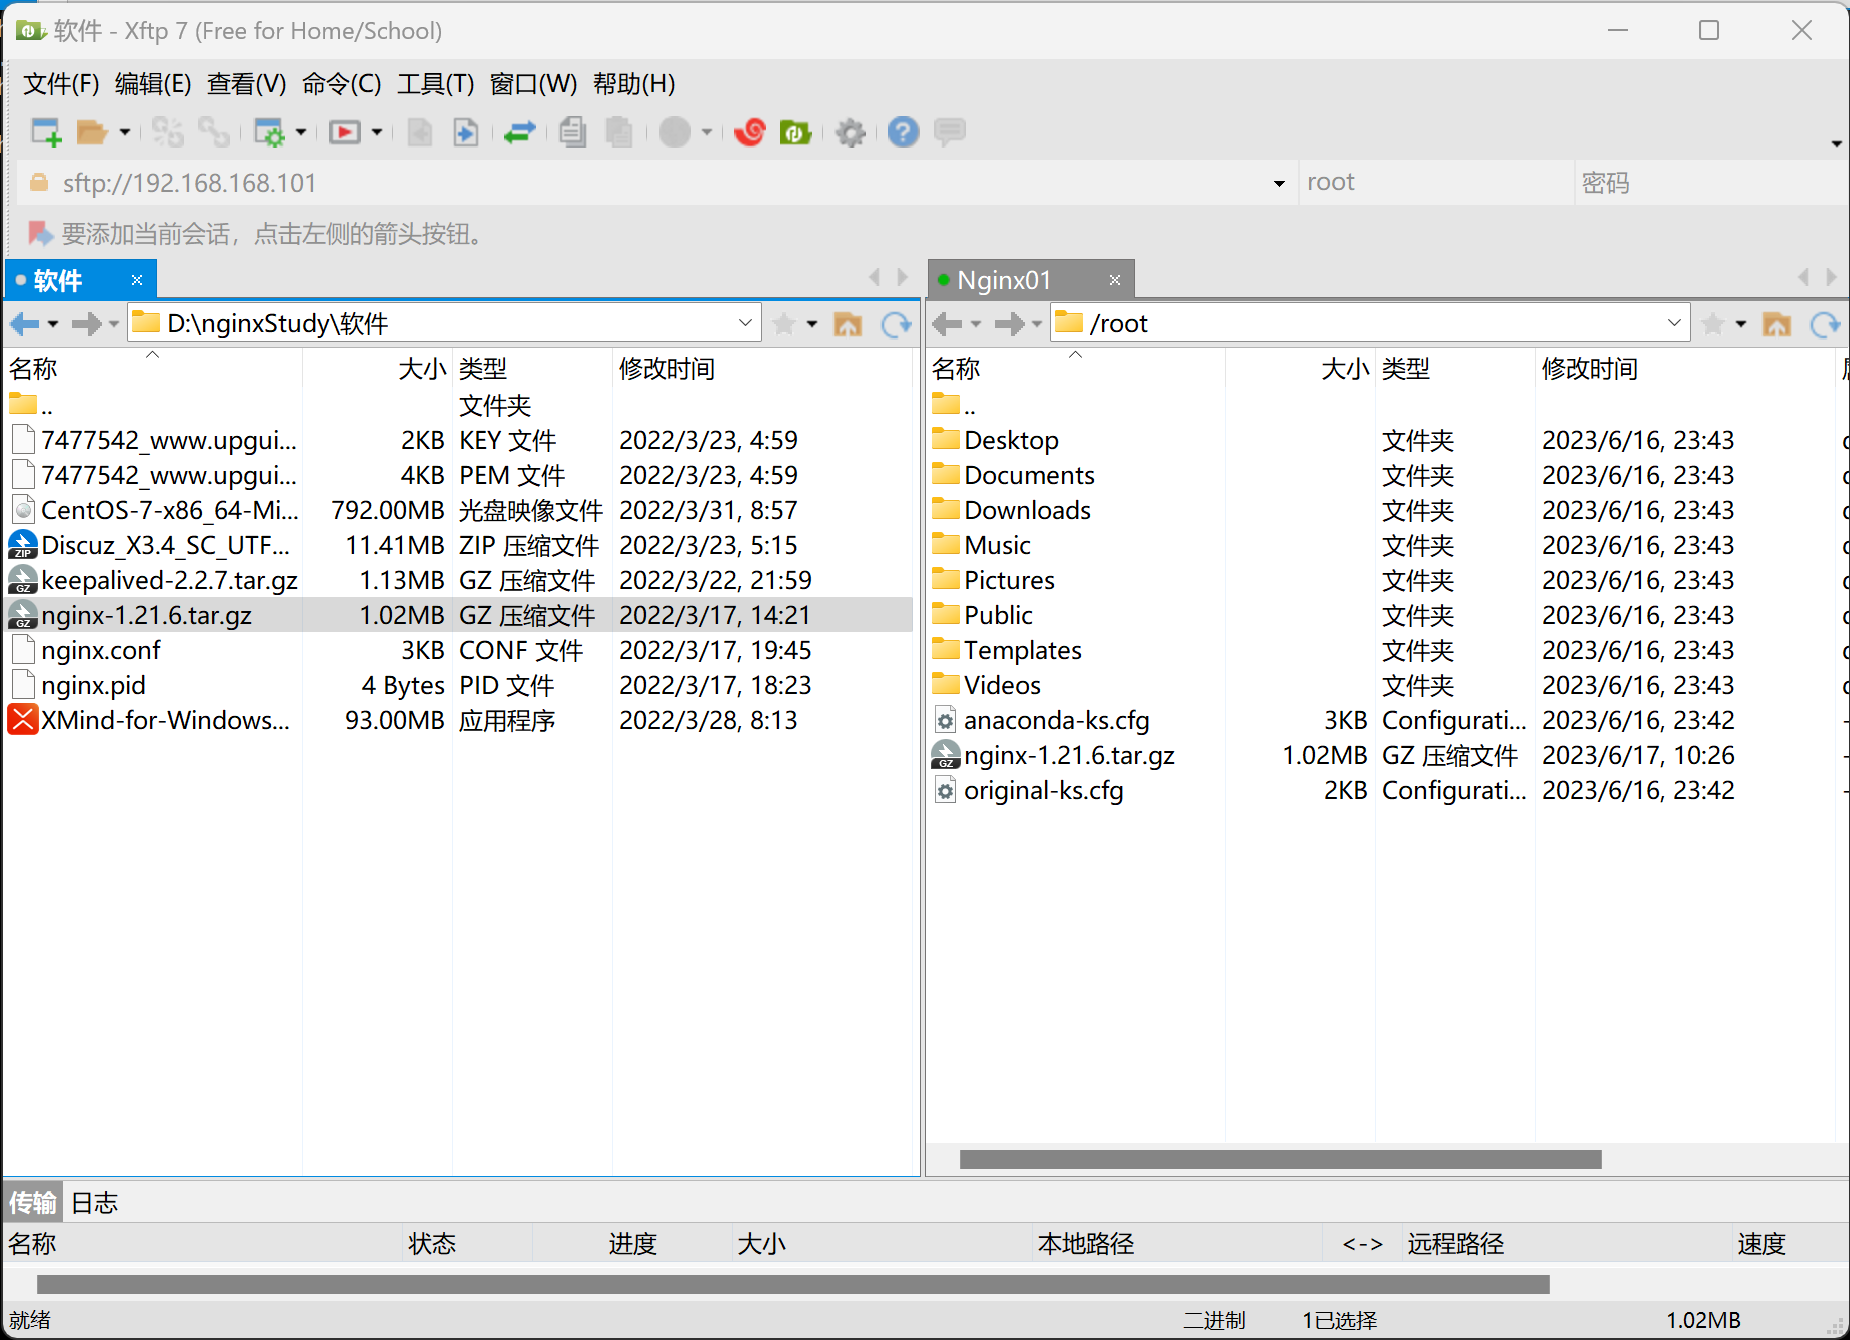 软件 - Xftp 7 (Free for Home/School)
文件(F) 编辑(E) 查看(V) 命令(C) 工具(T) 窗口(W) 帮助(H)
sftp://192.168.168.101 root 密码
要添加当前会话，点击左侧的箭头按钮。
软件
D:\nginxStudy\软件
名称 大小 类型 修改时间
.. 文件夹
7477542_www.upgui... 2KB KEY 文件 2022/3/23, 4:59
7477542_www.upgui... 4KB PEM 文件 2022/3/23, 4:59
CentOS-7-x86_64-Mi... 792.00MB 光盘映像文件 2022/3/31, 8:57
Discuz_X3.4_SC_UTF... 11.41MB ZIP 压缩文件 2022/3/23, 5:15
keepalived-2.2.7.tar.gz 1.13MB GZ 压缩文件 2022/3/22, 21:59
nginx-1.21.6.tar.gz 1.02MB GZ 压缩文件 2022/3/17, 14:21
nginx.conf 3KB CONF 文件 2022/3/17, 19:45
nginx.pid 4 Bytes PID 文件 2022/3/17, 18:23
XMind-for-Windows... 93.00MB 应用程序 2022/3/28, 8:13
Nginx01
/root
名称 大小 类型 修改时间
..
Desktop 文件夹 2023/6/16, 23:43
Documents 文件夹 2023/6/16, 23:43
Downloads 文件夹 2023/6/16, 23:43
Music 文件夹 2023/6/16, 23:43
Pictures 文件夹 2023/6/16, 23:43
Public 文件夹 2023/6/16, 23:43
Templates 文件夹 2023/6/16, 23:43
Videos 文件夹 2023/6/16, 23:43
anaconda-ks.cfg 3KB Configurati... 2023/6/16, 23:42
nginx-1.21.6.tar.gz 1.02MB GZ 压缩文件 2023/6/17, 10:26
original-ks.cfg 2KB Configurati... 2023/6/16, 23:42
传输 日志
名称 状态 进度 大小 本地路径 <-> 远程路径 速度
就绪 二进制 1已选择 1.02MB